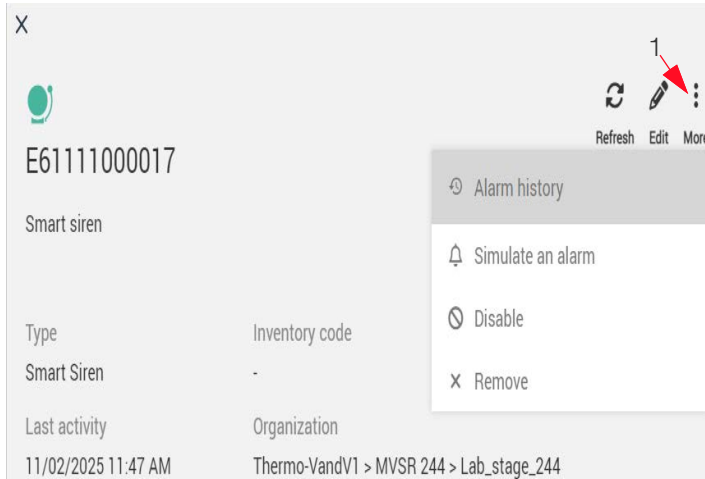 X
1
Refresh Edit More
E61111000017
Alarm history
Smart siren
Simulate an alarm
Disable
Type Inventory code
Smart Siren -
Remove
Last activity Organization
11/02/2025 11:47 AM Thermo-VandV1 > MVSR 244 > Lab_stage_244